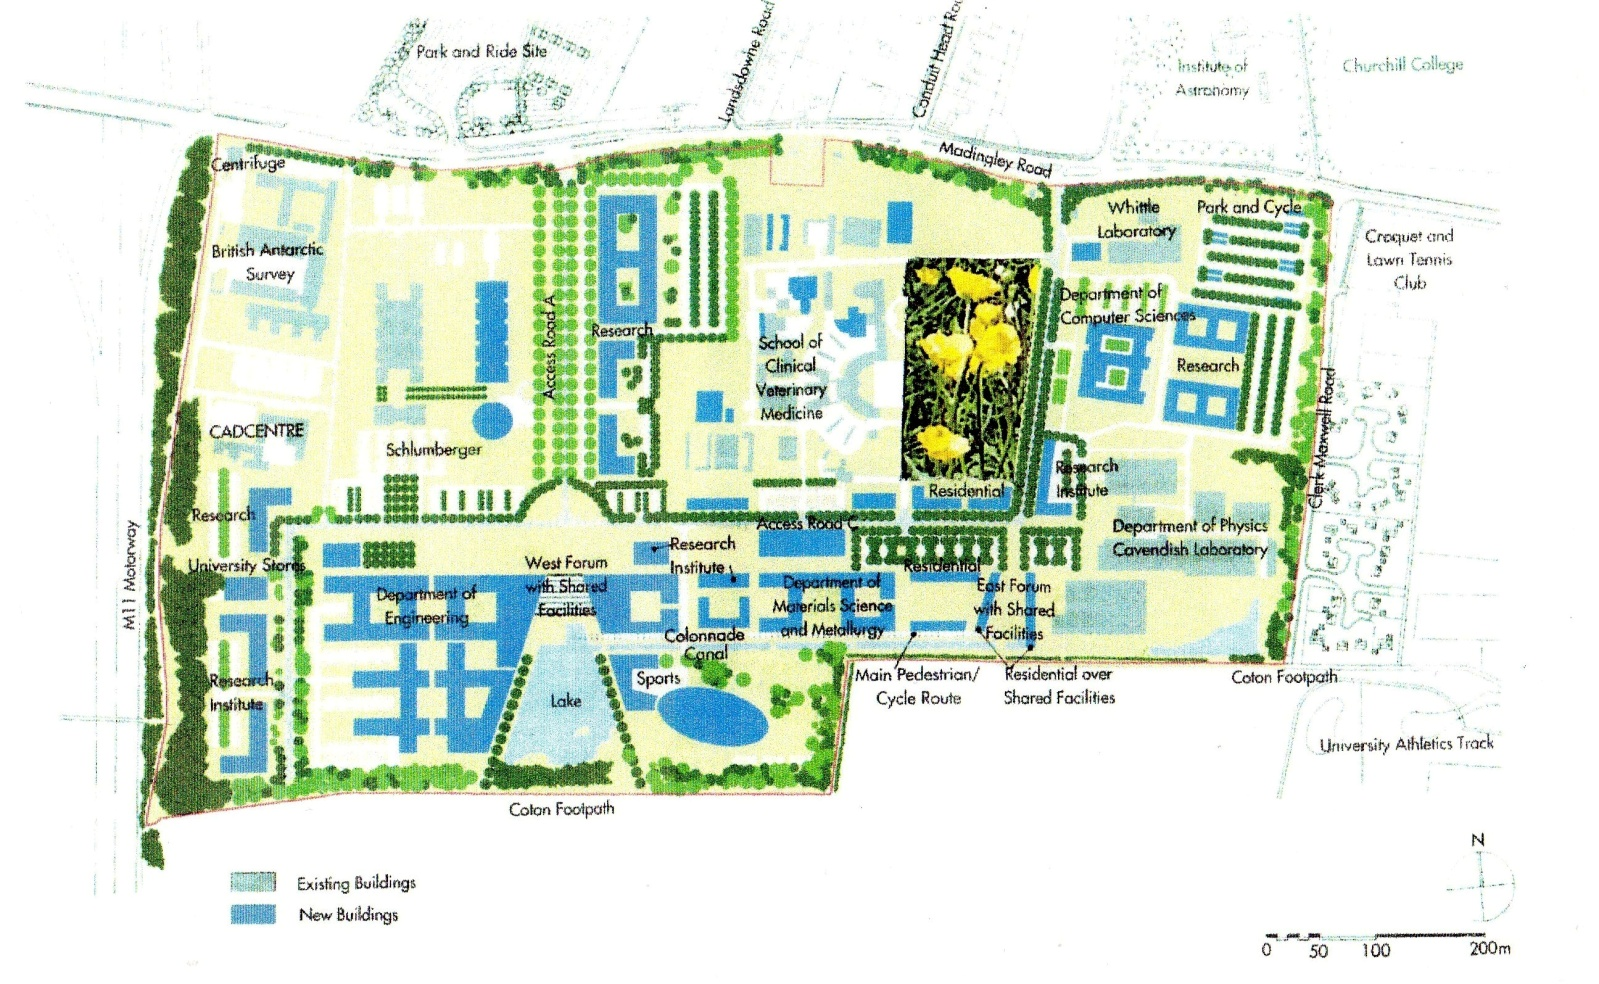 Park and Ride Site
Landsdowne Road
Conduit Head Roa
Institute of
Astronomy
Churchill College
Madingley Road
Centrifuge
British Antarctic
Survey
Whittle
Laboratory
Park and Cycle
Croquet and
Lawn Tennis
Club
Department of
Computer Sciences
Access Road A
Research
School of
Clinical
Veterinary
Medicine
Research
CADCENTRE
Schlumberger
Clerk Maxwell Road
Research
Institute
Residential
Research
Access Road C
Department of Physics
Cavendish Laboratory
M11 Motorway
University Stores
West Forum
with Shared
Facilities
Research
Institute
Residential
Department of
Engineering
Department of
Materials Science
and Metallurgy
East Forum
with Shared
Facilities
Colonnade
Canal
Research
Institute
Lake
Sports
Main Pedestrian/
Cycle Route
Residential over
Shared Facilities
Coton Footpath
University Athletics Track
Coton Footpath
Existing Buildings
New Buildings
N
0 50 100 200m